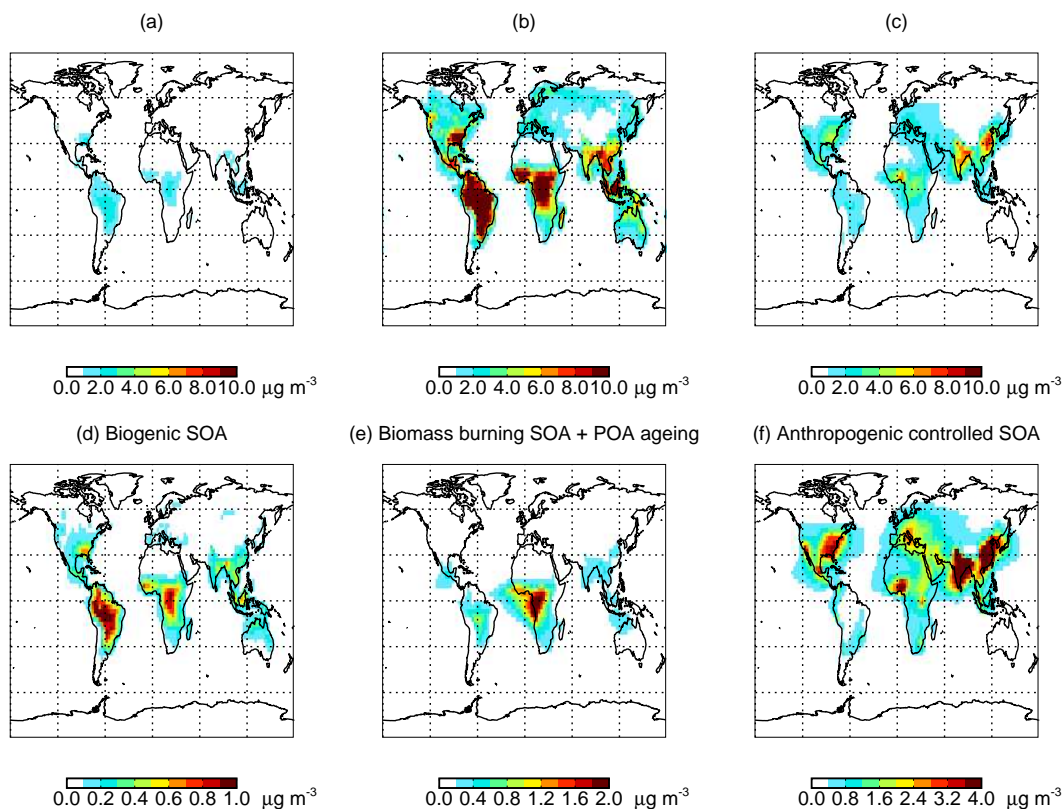 (a) (b) (c)
0.0 2.0 4.0 6.0 8.010.0 μg m-3 0.0 2.0 4.0 6.0 8.010.0 μg m-3 0.0 2.0 4.0 6.0 8.010.0 μg m-3
(d) Biogenic SOA (e) Biomass burning SOA + POA ageing (f) Anthropogenic controlled SOA
0.0 0.2 0.4 0.6 0.8 1.0 μg m-3 0.0 0.4 0.8 1.2 1.6 2.0 μg m-3 0.0 0.8 1.6 2.4 3.2 4.0 μg m-3